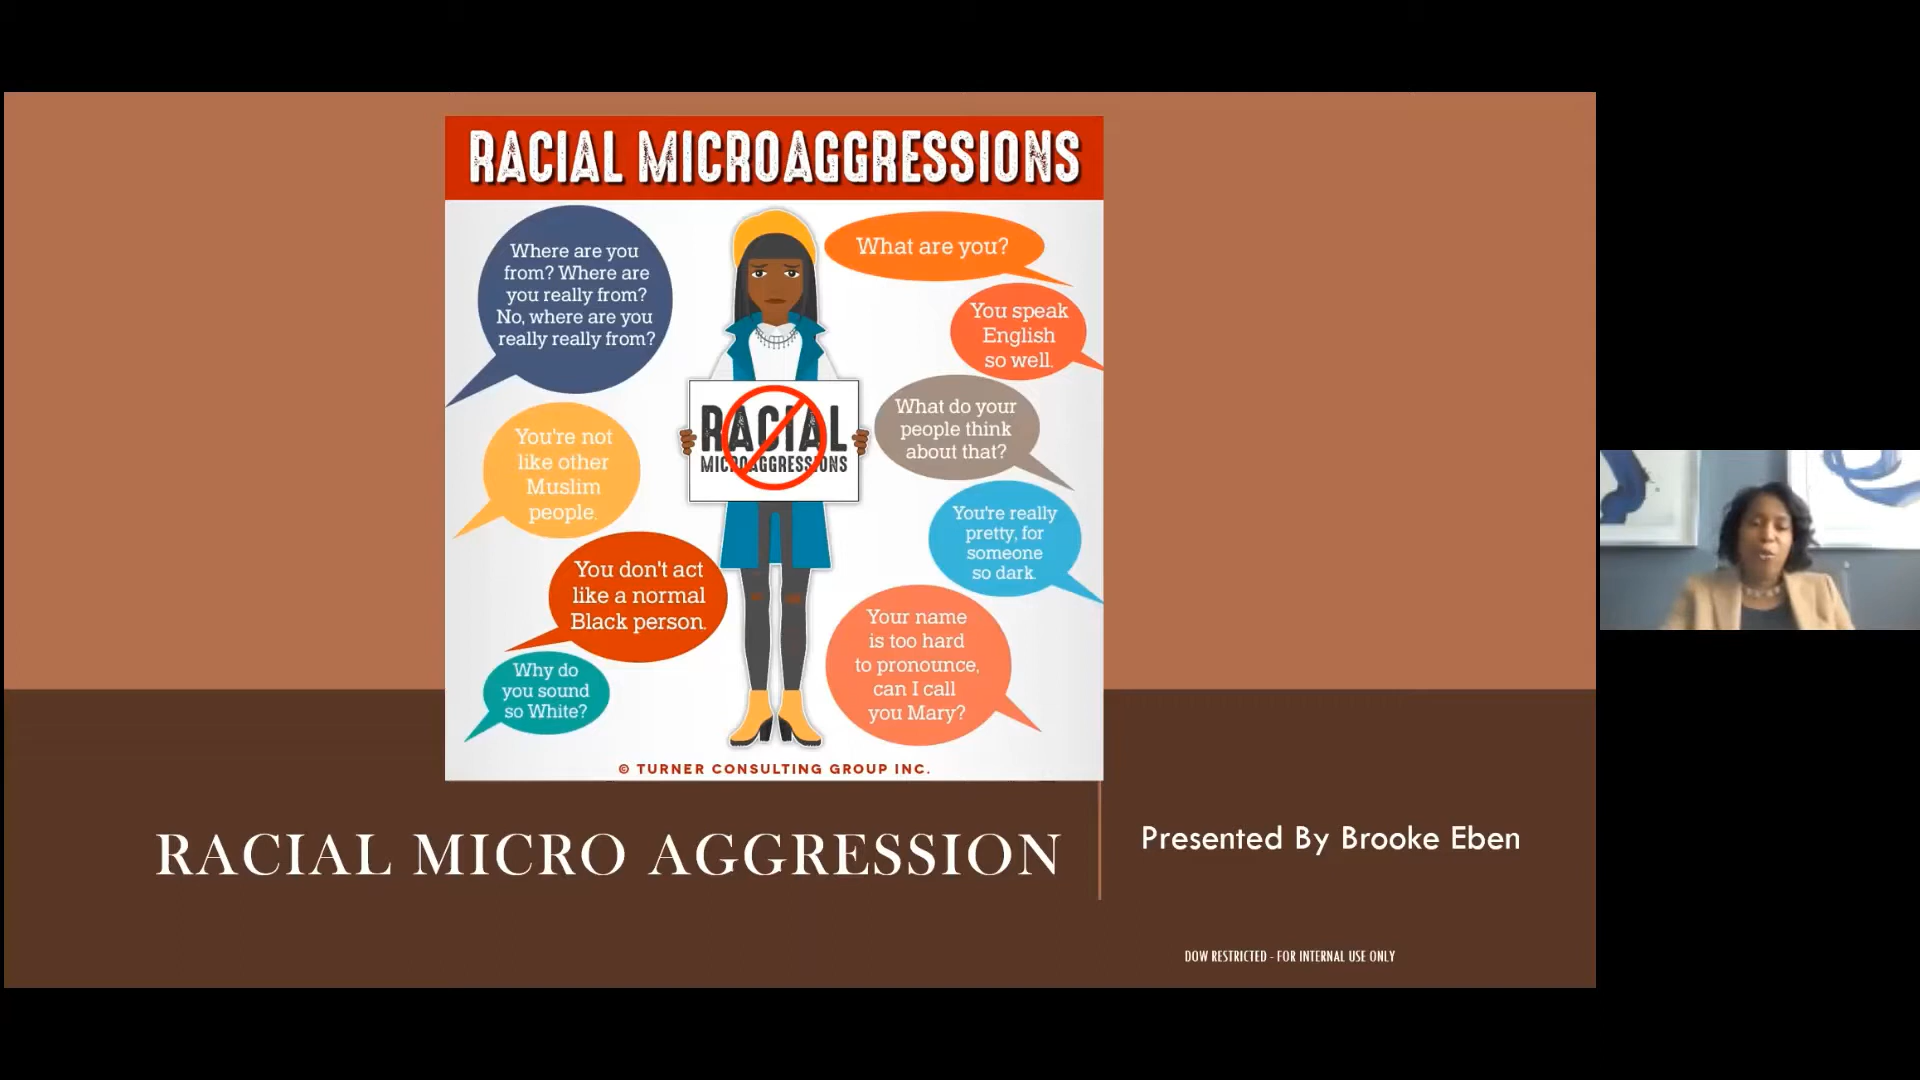 RACIAL MICROAGGRESSIONS
Where are you
from? Where are
you really from?
No, where are you
really really from?
What are you?
You speak
English
so well.
You're not
like other
Muslim
people.
RACIAL
MICROAGGRESSIONS
What do your
people think
about that?
You're really
pretty, for
someone
so dark.
You don't act
like a normal
Black person.
Your name
is too hard
to pronounce,
can I call
you Mary?
Why do
you sound
so White?
© TURNER CONSULTING GROUP INC.
RACIAL MICRO AGGRESSION
Presented By Brooke Eben
DOW RESTRICTED - FOR INTERNAL USE ONLY